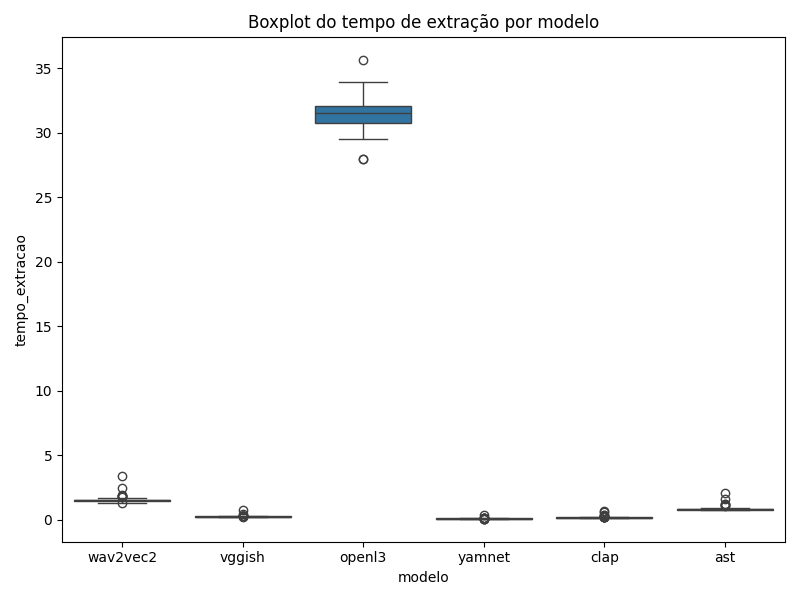 Boxplot do tempo de extração por modelo
tempo_extracao
35
30
25
20
15
10
5
0
wav2vec2 vggish openl3 yamnet clap ast
modelo